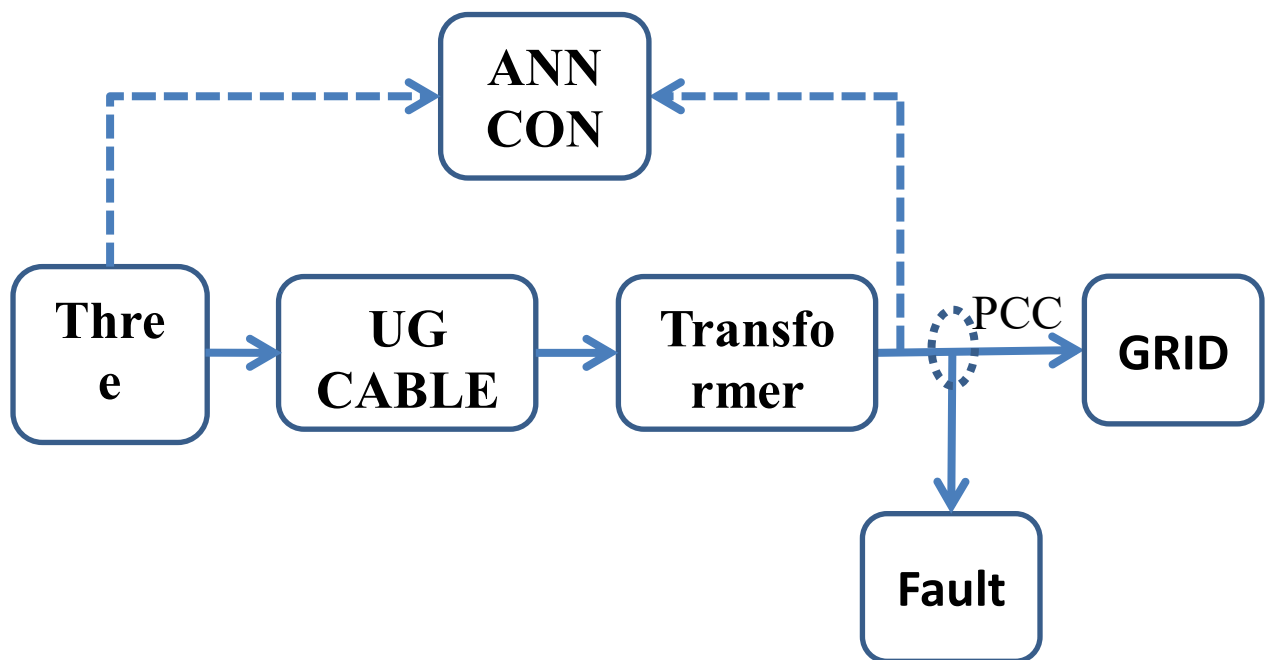 ANN
CON
Thre
e
UG
CABLE
Transfo
rmer
PCC
GRID
Fault